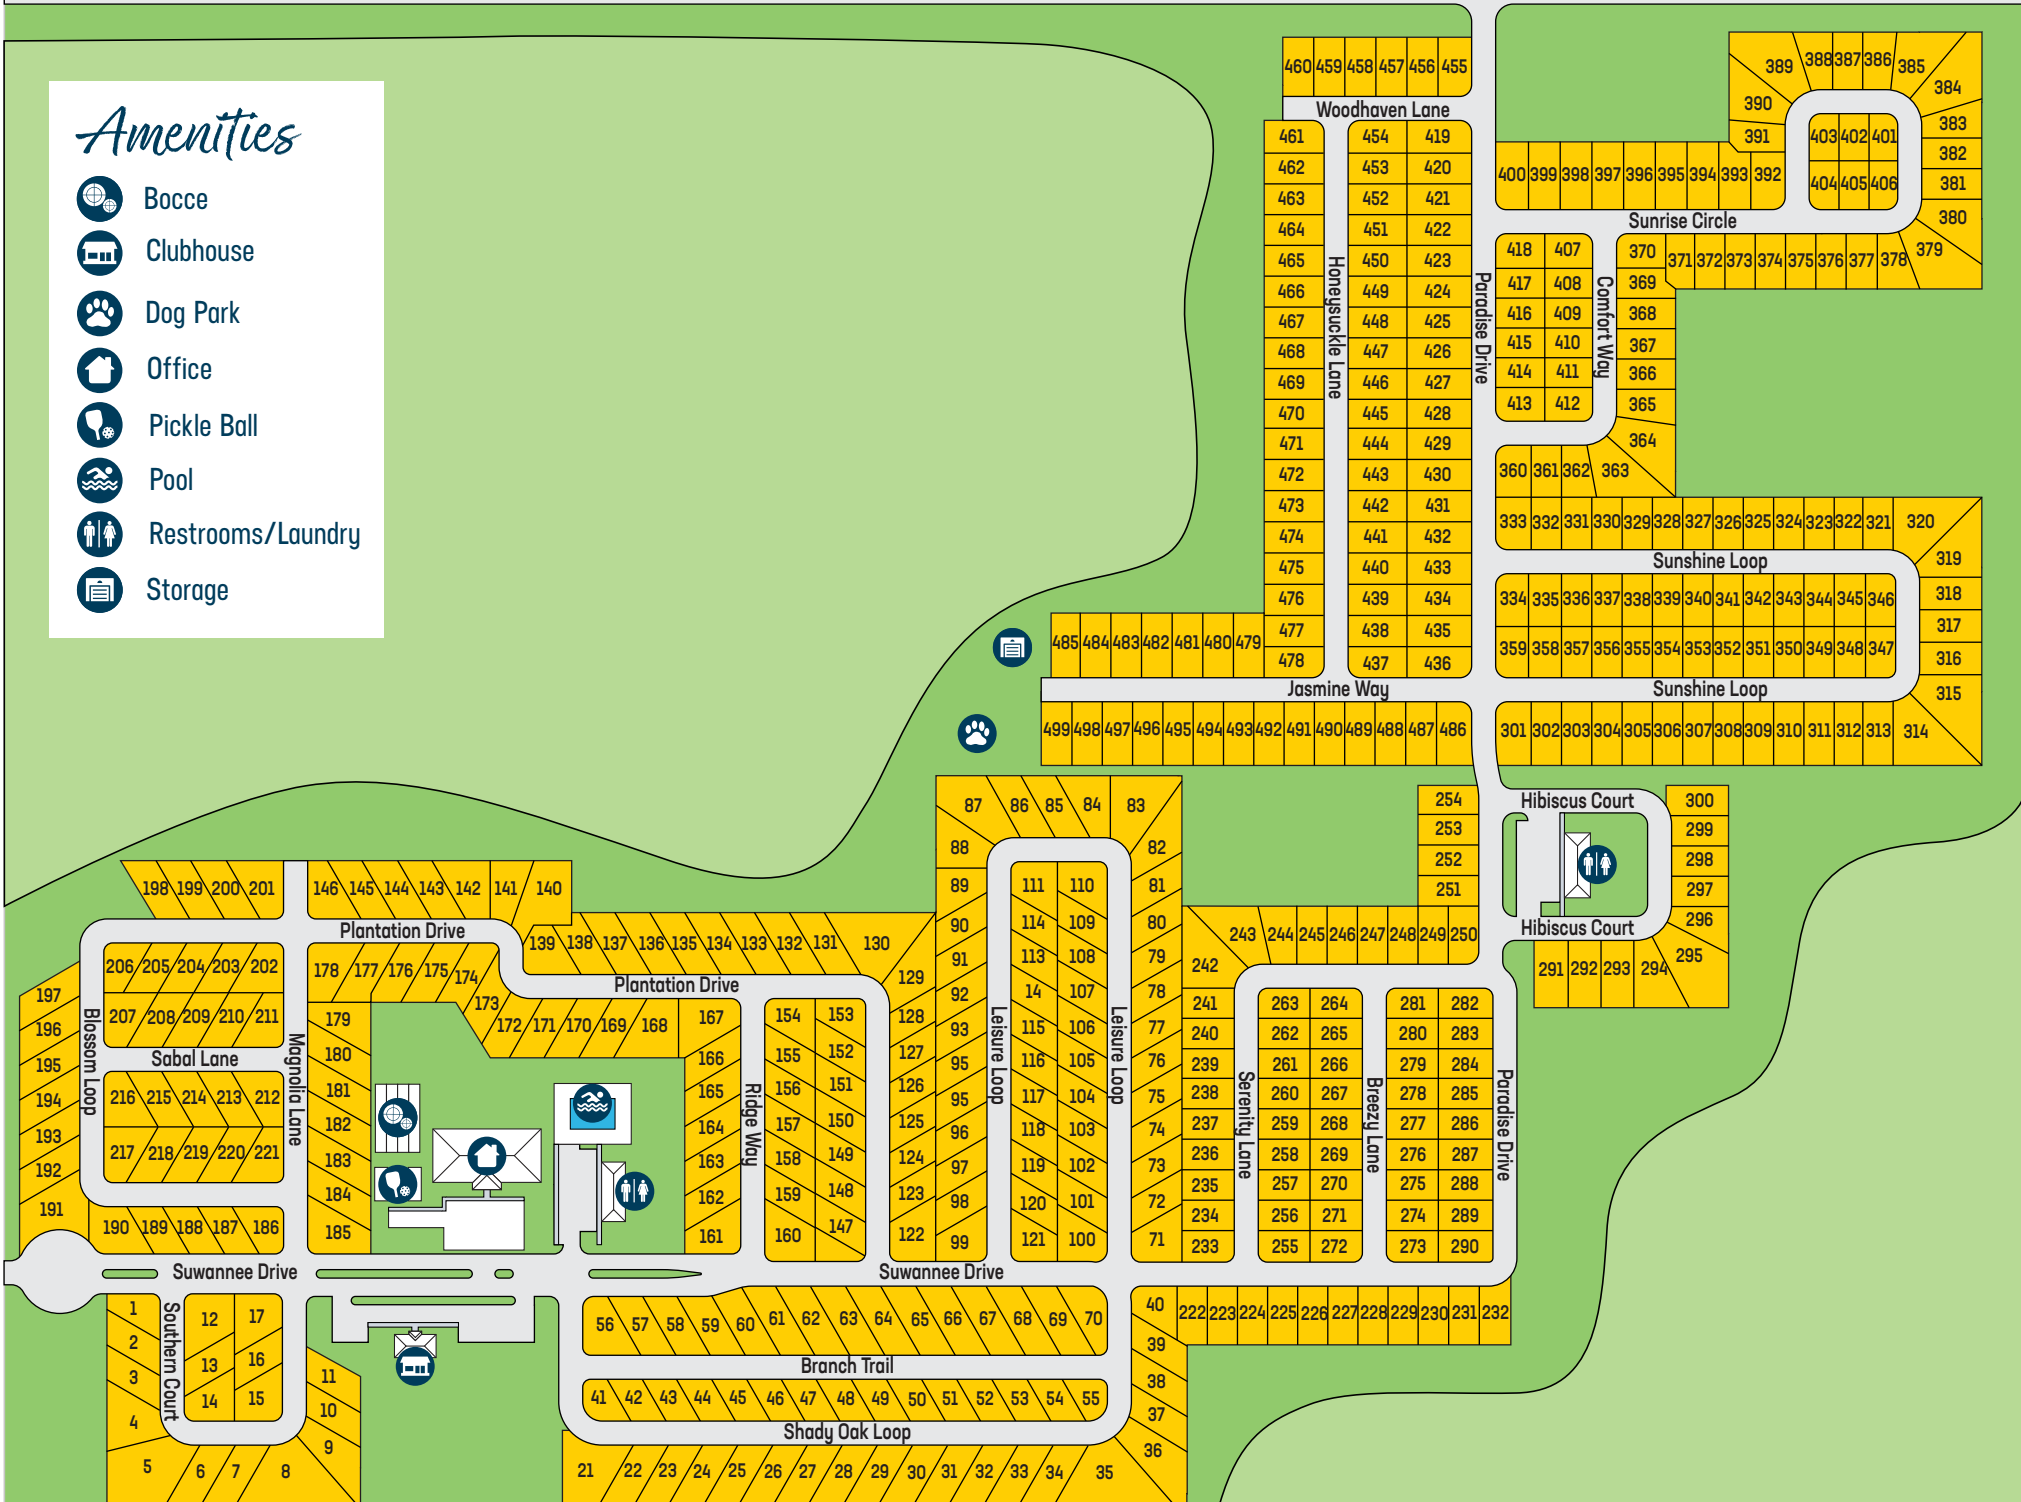 Amenities
Bocce
Clubhouse
Dog Park
Office
Pickle Ball
Pool
Restrooms/Laundry
Storage
460 459 458 457 456 455
Woodhaven Lane
461 462 463 464 465 466 467 468 469 470 471 472 473 474 475 476 477 478
Honeysuckle Lane
454 453 452 451 450 449 448 447 446 445 444 443 442 441 440 439 438 437
419 420 421 422 423 424 425 426 427 428 429 430 431 432 433 434 435 436
Paradise Drive
389 388 387 386 385 384
390 391
383 382 381 380 379
403 402 401
404 405 406
400 399 398 397 396 395 394 393 392
Sunrise Circle
418 407
417 408
416 409
415 410
414 411
413 412
Comfort Way
370 371 372 373 374 375 376 377 378
369 368 367 366 365 364
360 361 362 363
333 332 331 330 329 328 327 326 325 324 323 322 321 320
319 318 317 316 315
Sunshine Loop
334 335 336 337 338 339 340 341 342 343 344 345 346
359 358 357 356 355 354 353 352 351 350 349 348 347
Sunshine Loop
301 302 303 304 305 306 307 308 309 310 311 312 313 314
485 484 483 482 481 480 479
Jasmine Way
499 498 497 496 495 494 493 492 491 490 489 488 487 486
254 253 252 251
Hibiscus Court
300 299 298 297 296 295
Hibiscus Court
291 292 293 294
87 86 85 84 83
88 89 90 91 92 93 95 95 96 97 98 99
Leisure Loop
111 114 113 14 115 116 117 118 119 120 121
110 109 108 107 106 105 104 103 102 101 100
Leisure Loop
82 81 80 79 78 77 76 75 74 73 72 71
243 244 245 246 247 248 249 250
242 241 240 239 238 237 236 235 234 233
Serenity Lane
263 264
262 265
261 266
260 267
259 268
258 269
257 270
256 271
255 272
Breezy Lane
281 282
280 283
279 284
278 285
277 286
276 287
275 288
274 289
273 290
Paradise Drive
198 199 200 201
146 145 144 143 142 141 140
Plantation Drive
139 138 137 136 135 134 133 132 131 130
Plantation Drive
129 128 127 126 125 124 123 122
206 205 204 203 202
207 208 209 210 211
Sabal Lane
216 215 214 213 212
217 218 219 220 221
197 196 195 194 193 192 191
Blossom Loop
190 189 188 187 186
Magnolia Lane
178 177 176 175 174 173 172 171 170 169 168 167
179 180 181 182 183 184 185
166 165 164 163 162 161
Ridge Way
154 153
155 152
156 151
157 150
158 149
159 148
160 147
Suwannee Drive
Suwannee Drive
1 2 3 4 5 6 7 8 9 10 11
Southern Court
12 17
13 16
14 15
56 57 58 59 60 61 62 63 64 65 66 67 68 69 70
Branch Trail
41 42 43 44 45 46 47 48 49 50 51 52 53 54 55
Shady Oak Loop
21 22 23 24 25 26 27 28 29 30 31 32 33 34 35
40 39 38 37 36
222 223 224 225 226 227 228 229 230 231 232